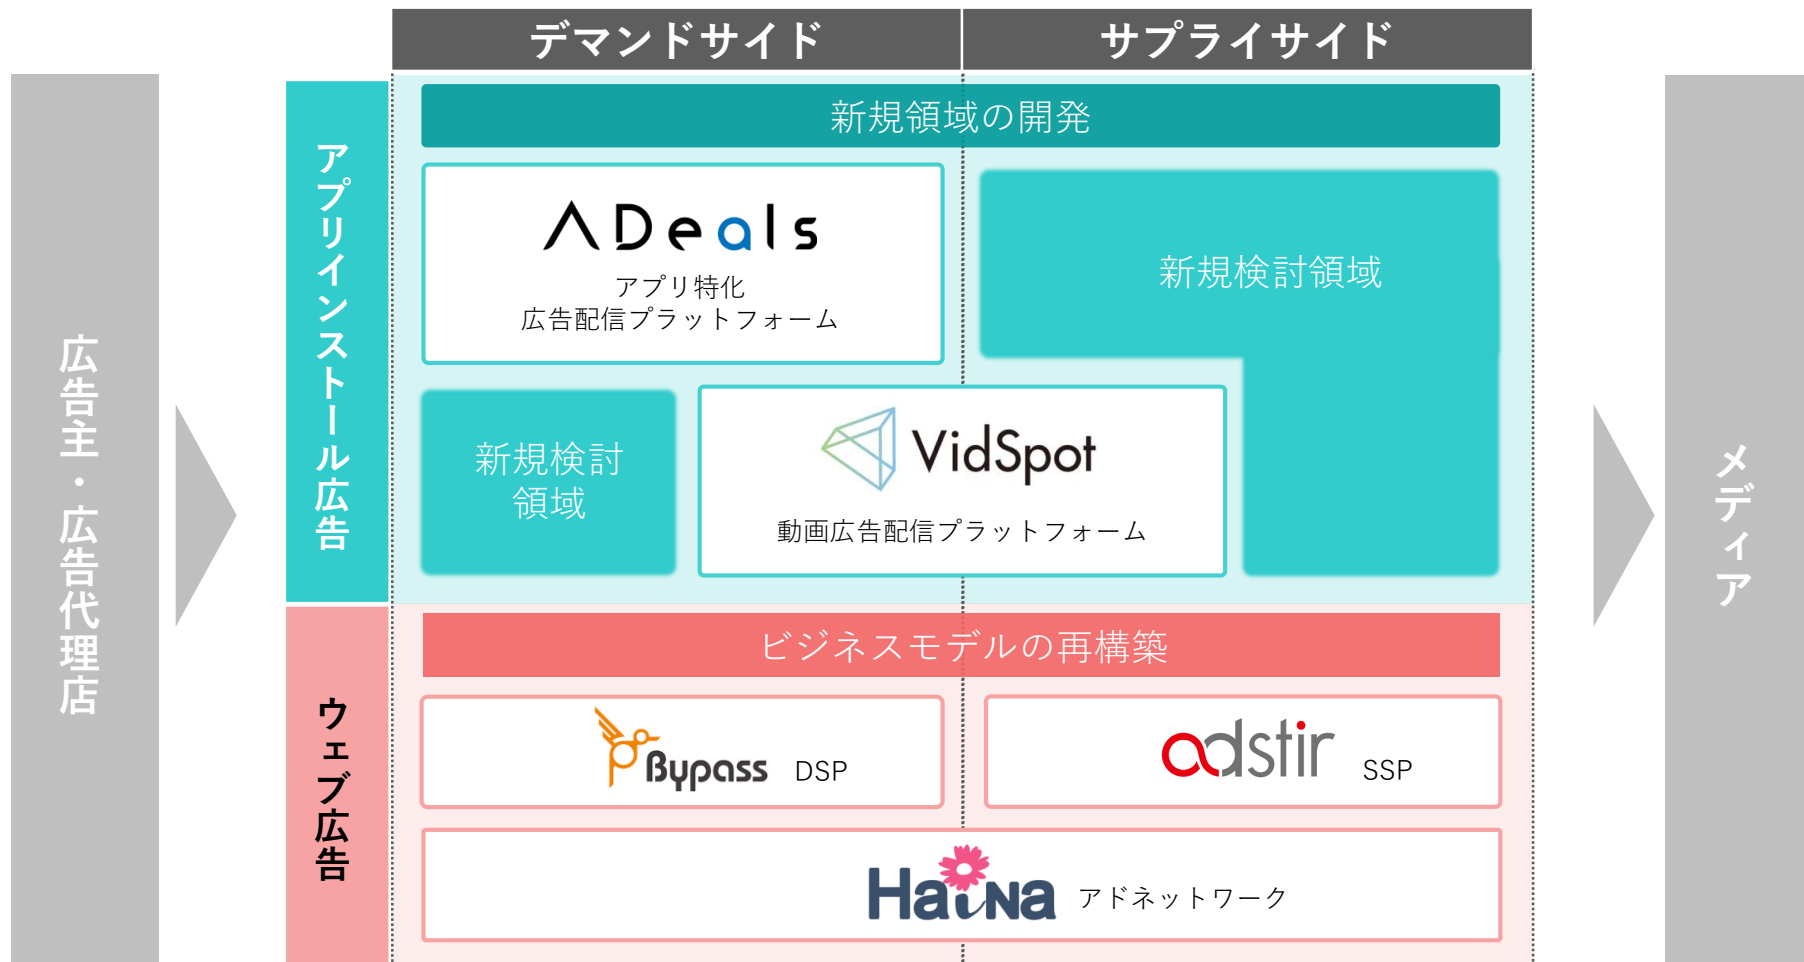 デマンドサイド
サプライサイド
広告主・広告代理店
アプリインストール広告
新規領域の開発
ADeals
アプリ特化
広告配信プラットフォーム
新規検討領域
新規検討
領域
VidSpot
動画広告配信プラットフォーム
ウェブ広告
ビジネスモデルの再構築
Bypass DSP
adstir SSP
HaiNa アドネットワーク
メディア